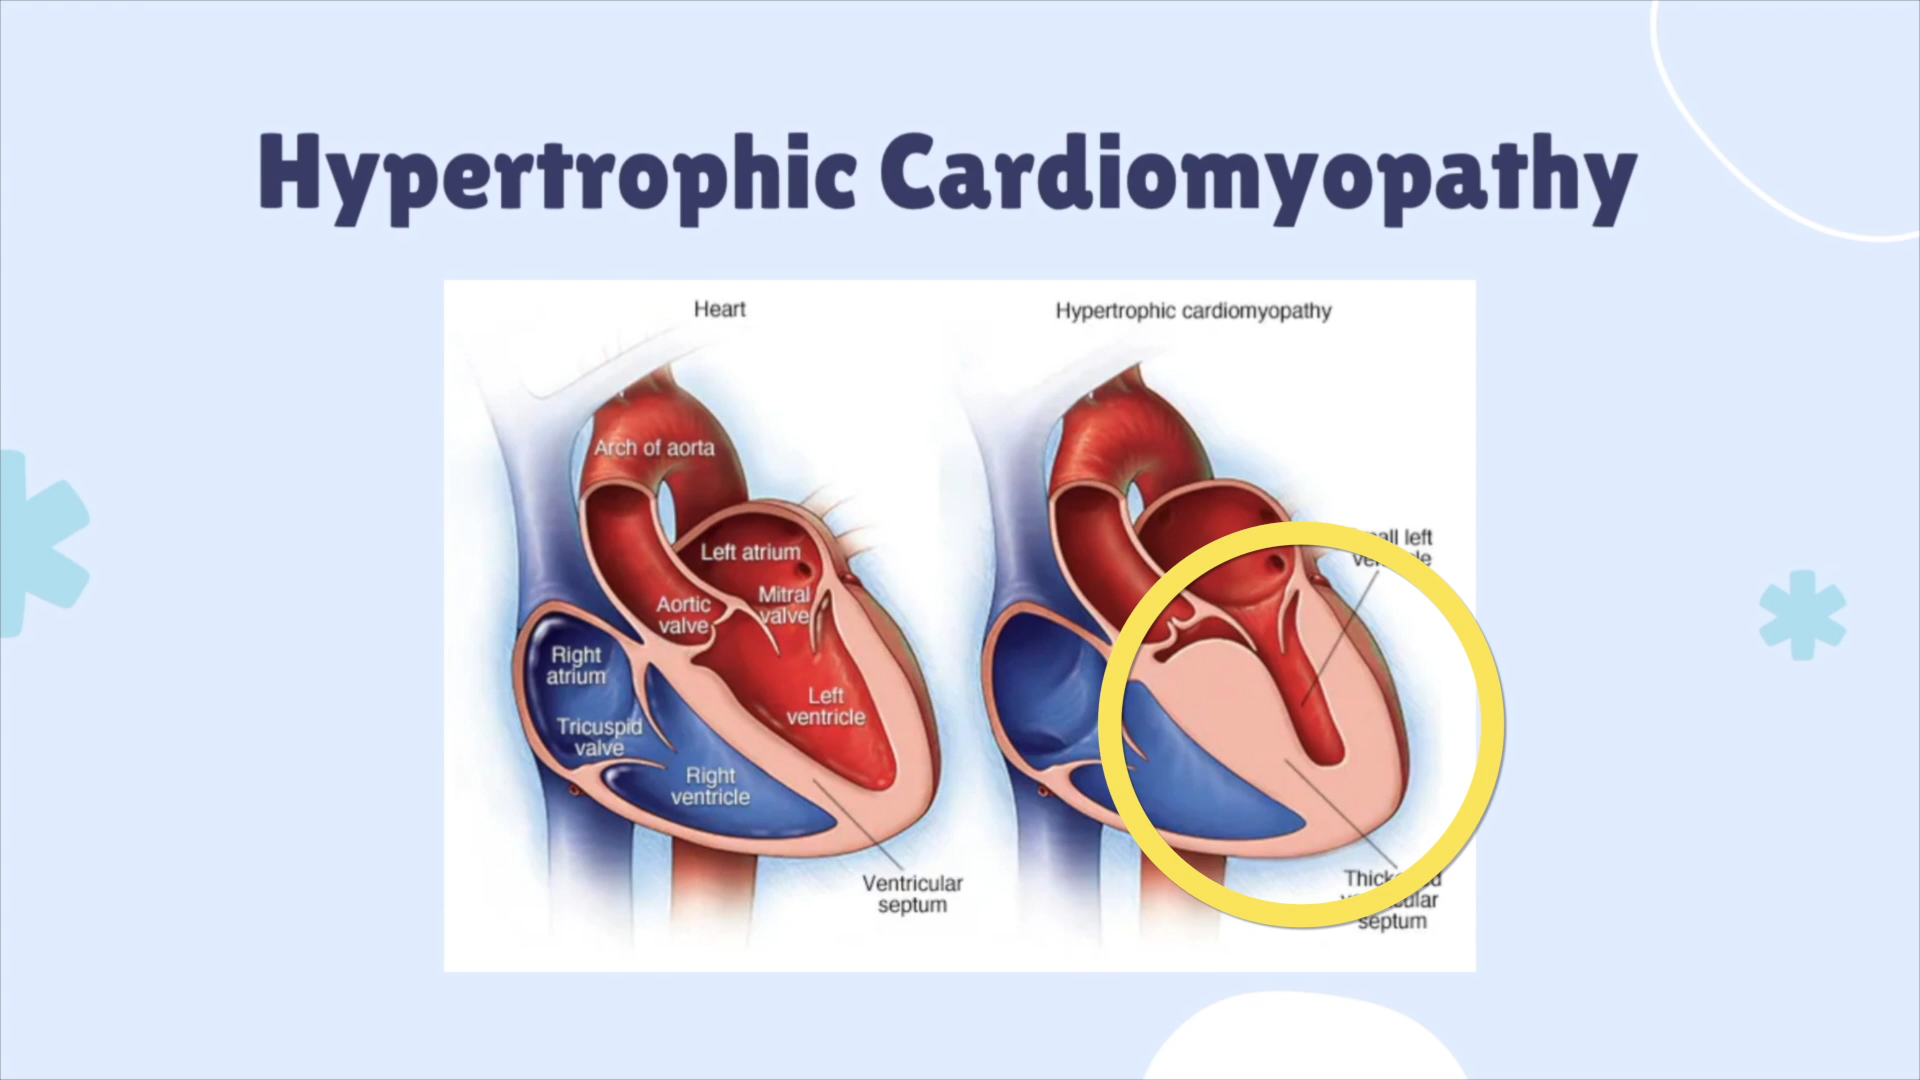 Hypertrophic Cardiomyopathy
Heart
Arch of aorta
Left atrium
Mitral
valve
Aortic
valve
Right
atrium
Tricuspid
valve
Left
ventricle
Right
ventricle
Ventricular
septum
Hypertrophic cardiomyopathy
left
septum